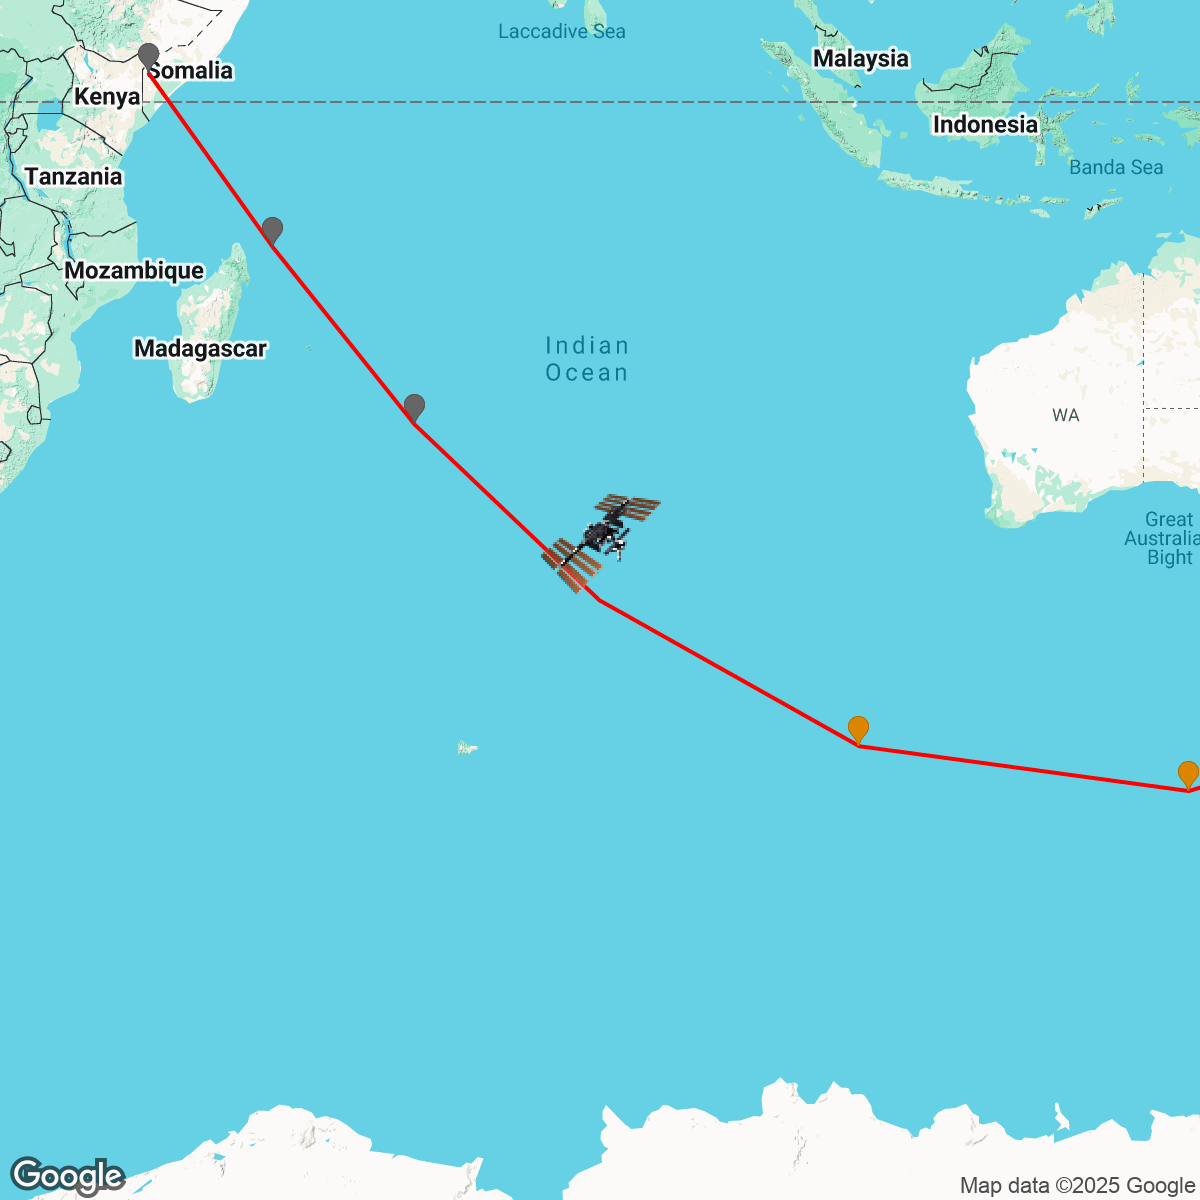 Laccadive Sea
Malaysia
Somalia
Kenya
Indonesia
Banda Sea
Tanzania
Mozambique
Madagascar
Indian
Ocean
WA
Great
Australia
Bight
Google
Map data ©2025 Google